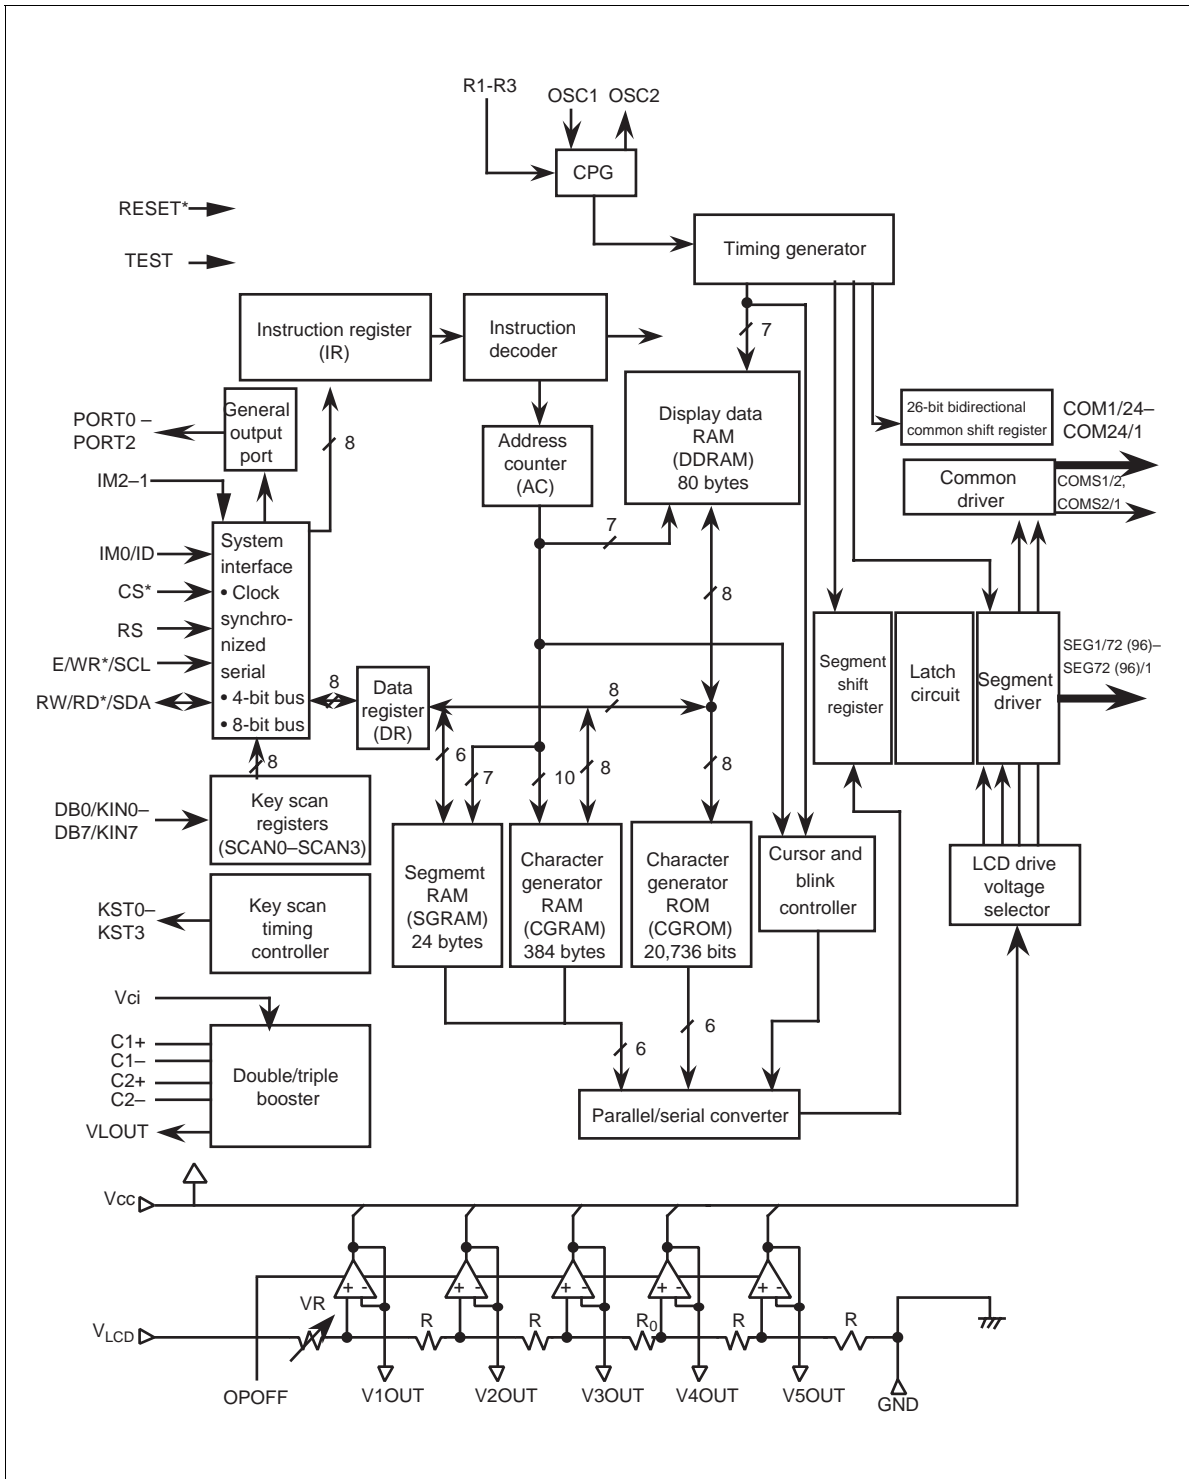 R1-R3
OSC1 OSC2
CPG
RESET*
TEST
Timing generator
Instruction register
(IR)
Instruction
decoder
7
8
General
output
port
PORT0 –
PORT2
IM2–1
Address
counter
(AC)
Display data
RAM
(DDRAM)
80 bytes
26-bit bidirectional
common shift register
COM1/24–
COM24/1
Common
driver
COMS1/2,
COMS2/1
7
8
System
interface
• Clock
synchro-
nized
serial
• 4-bit bus
• 8-bit bus
IM0/ID
CS*
RS
E/WR*/SCL
RW/RD*/SDA
8
Data
register
(DR)
8
Segment
shift
register
Latch
circuit
Segment
driver
SEG1/72 (96)–
SEG72 (96)/1
6
7
10
8
8
8
DB0/KIN0–
DB7/KIN7
Key scan
registers
(SCAN0–SCAN3)
KST0–
KST3
Key scan
timing
controller
Segmemt
RAM
(SGRAM)
24 bytes
Character
generator
RAM
(CGRAM)
384 bytes
Character
generator
ROM
(CGROM)
20,736 bits
Cursor and
blink
controller
LCD drive
voltage
selector
6
6
Vci
C1+
C1–
C2+
C2–
VLOUT
Double/triple
booster
Parallel/serial converter
Vcc
+ -
+ -
+ -
+ -
+ -
VR
R
R
R0
R
R
VLCD
OPOFF
V1OUT
V2OUT
V3OUT
V4OUT
V5OUT
GND